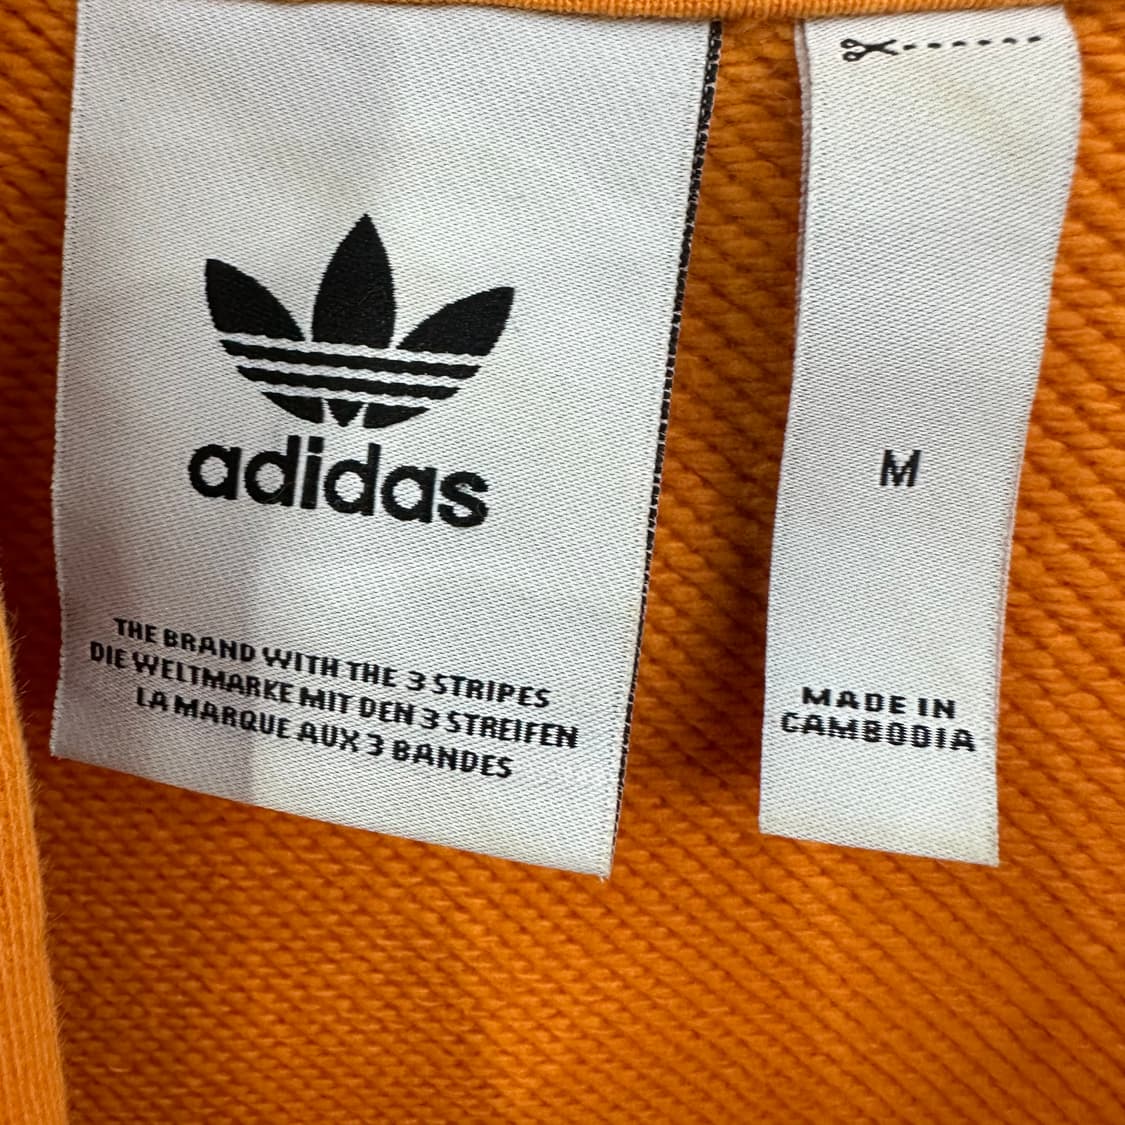 adidas
THE BRAND WITH THE 3 STRIPES
DIE WELTMARKE MIT DEN 3 STREIFEN
LA MARQUE AUX 3 BANDES
M
MADE IN
CAMBODIA